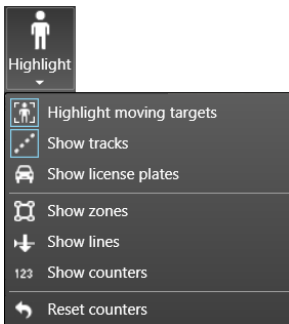 Highlight
Highlight moving targets
Show tracks
Show license plates
Show zones
Show lines
123 Show counters
Reset counters